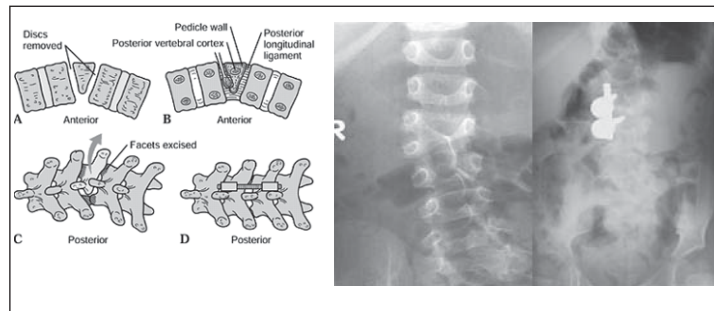 Discs
removed
A
Anterior
Pedicle wall
Posterior vertebral cortex
Posterior
longitudinal
ligament
B
Anterior
R
Facets excised
C
Posterior
D
Posterior